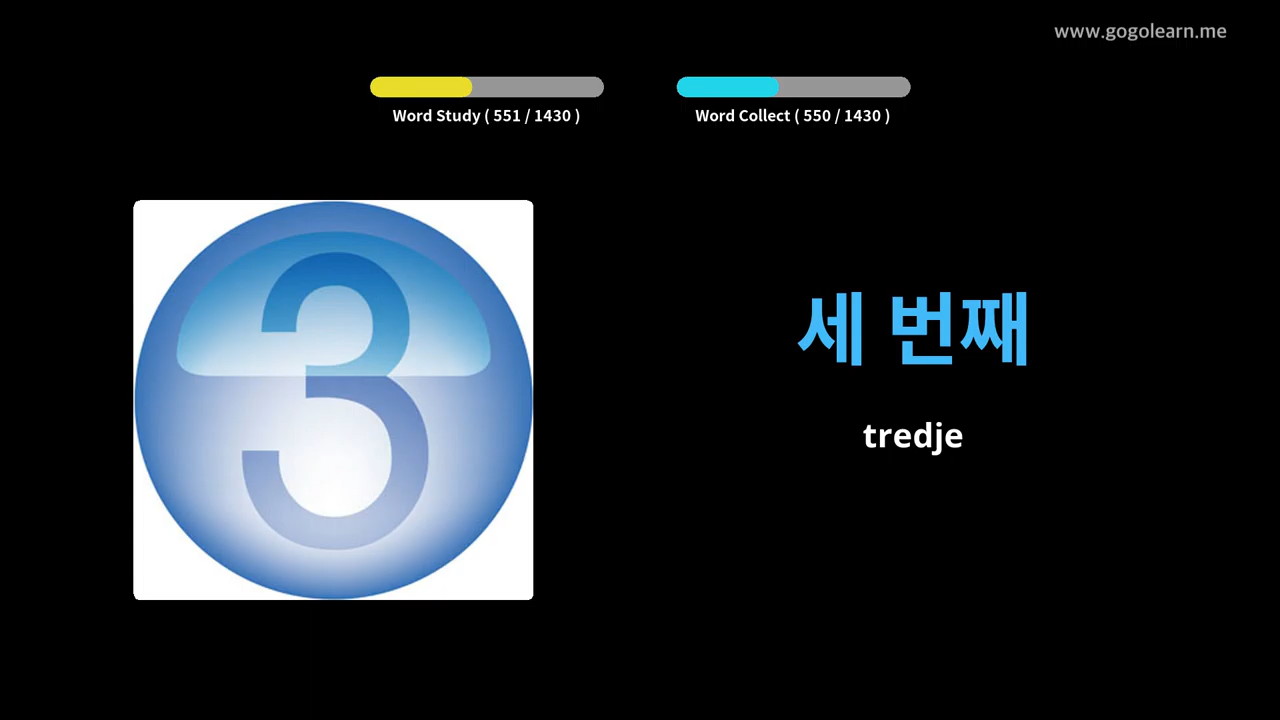 www.gogolearn.me
Word Study ( 551 / 1430 )
Word Collect ( 550 / 1430 )
3
세 번째
tredje